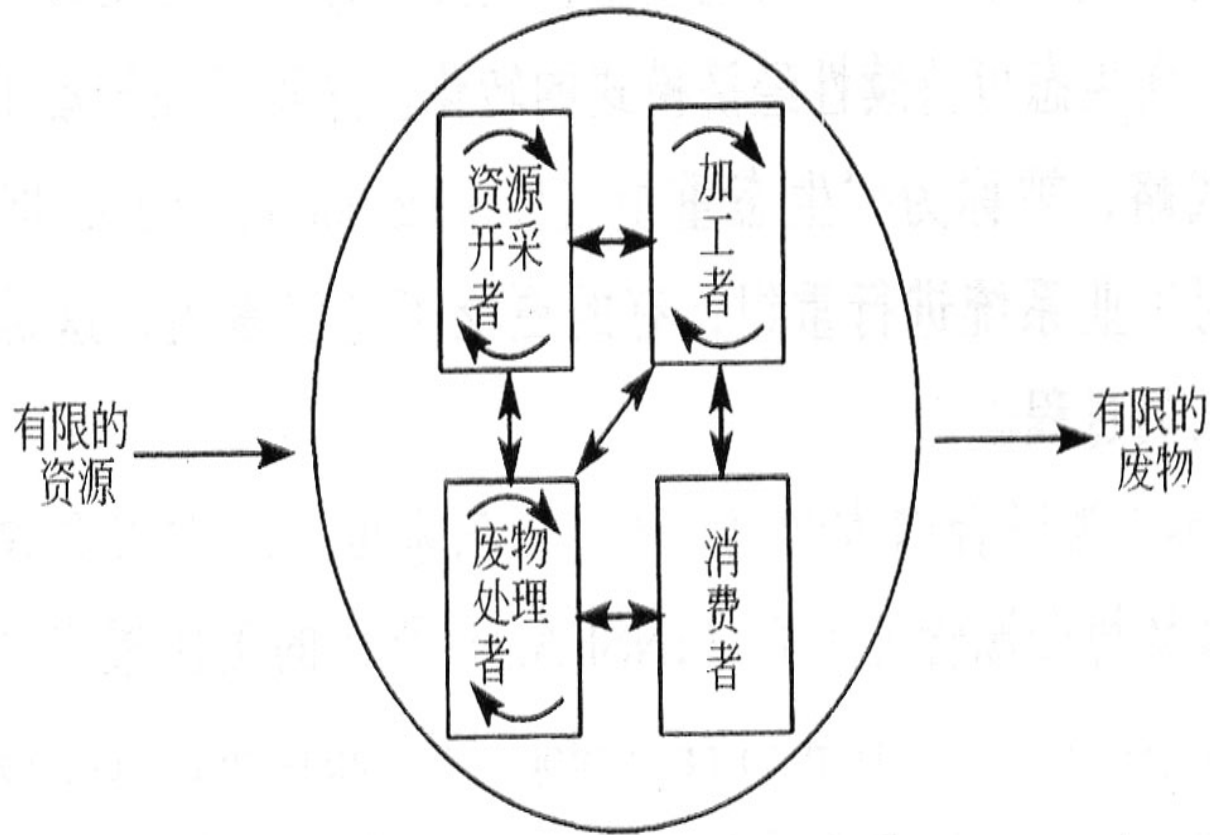 资源
开采
者
加
工
者
有限的
资源
有限的
废物
废物
处理
者
消
费
者